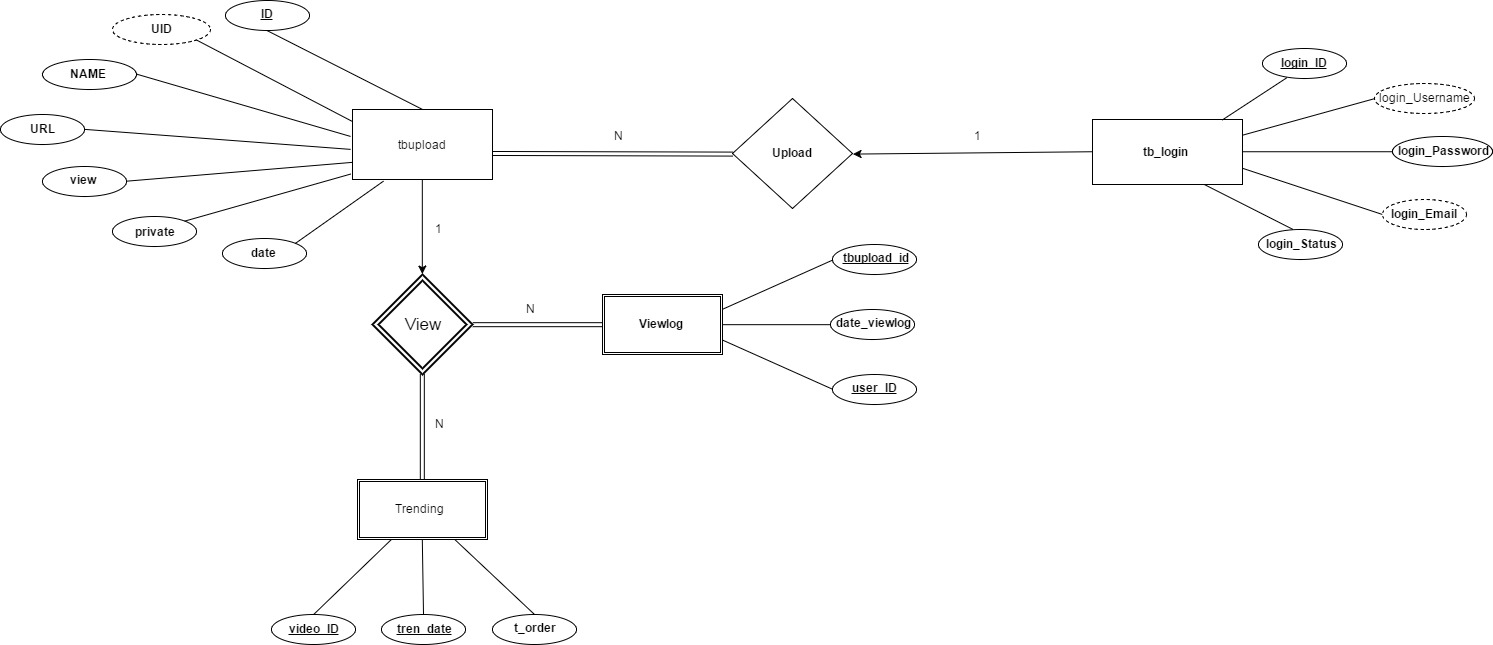 ID
UID
NAME
URL
view
private
date
tbupload
N
Upload
1
tb_login
login_ID
login_Username
login_Password
login_Email
login_Status
1
View
N
Viewlog
tbupload_id
date_viewlog
user_ID
N
Trending
video_ID
tren_date
t_order